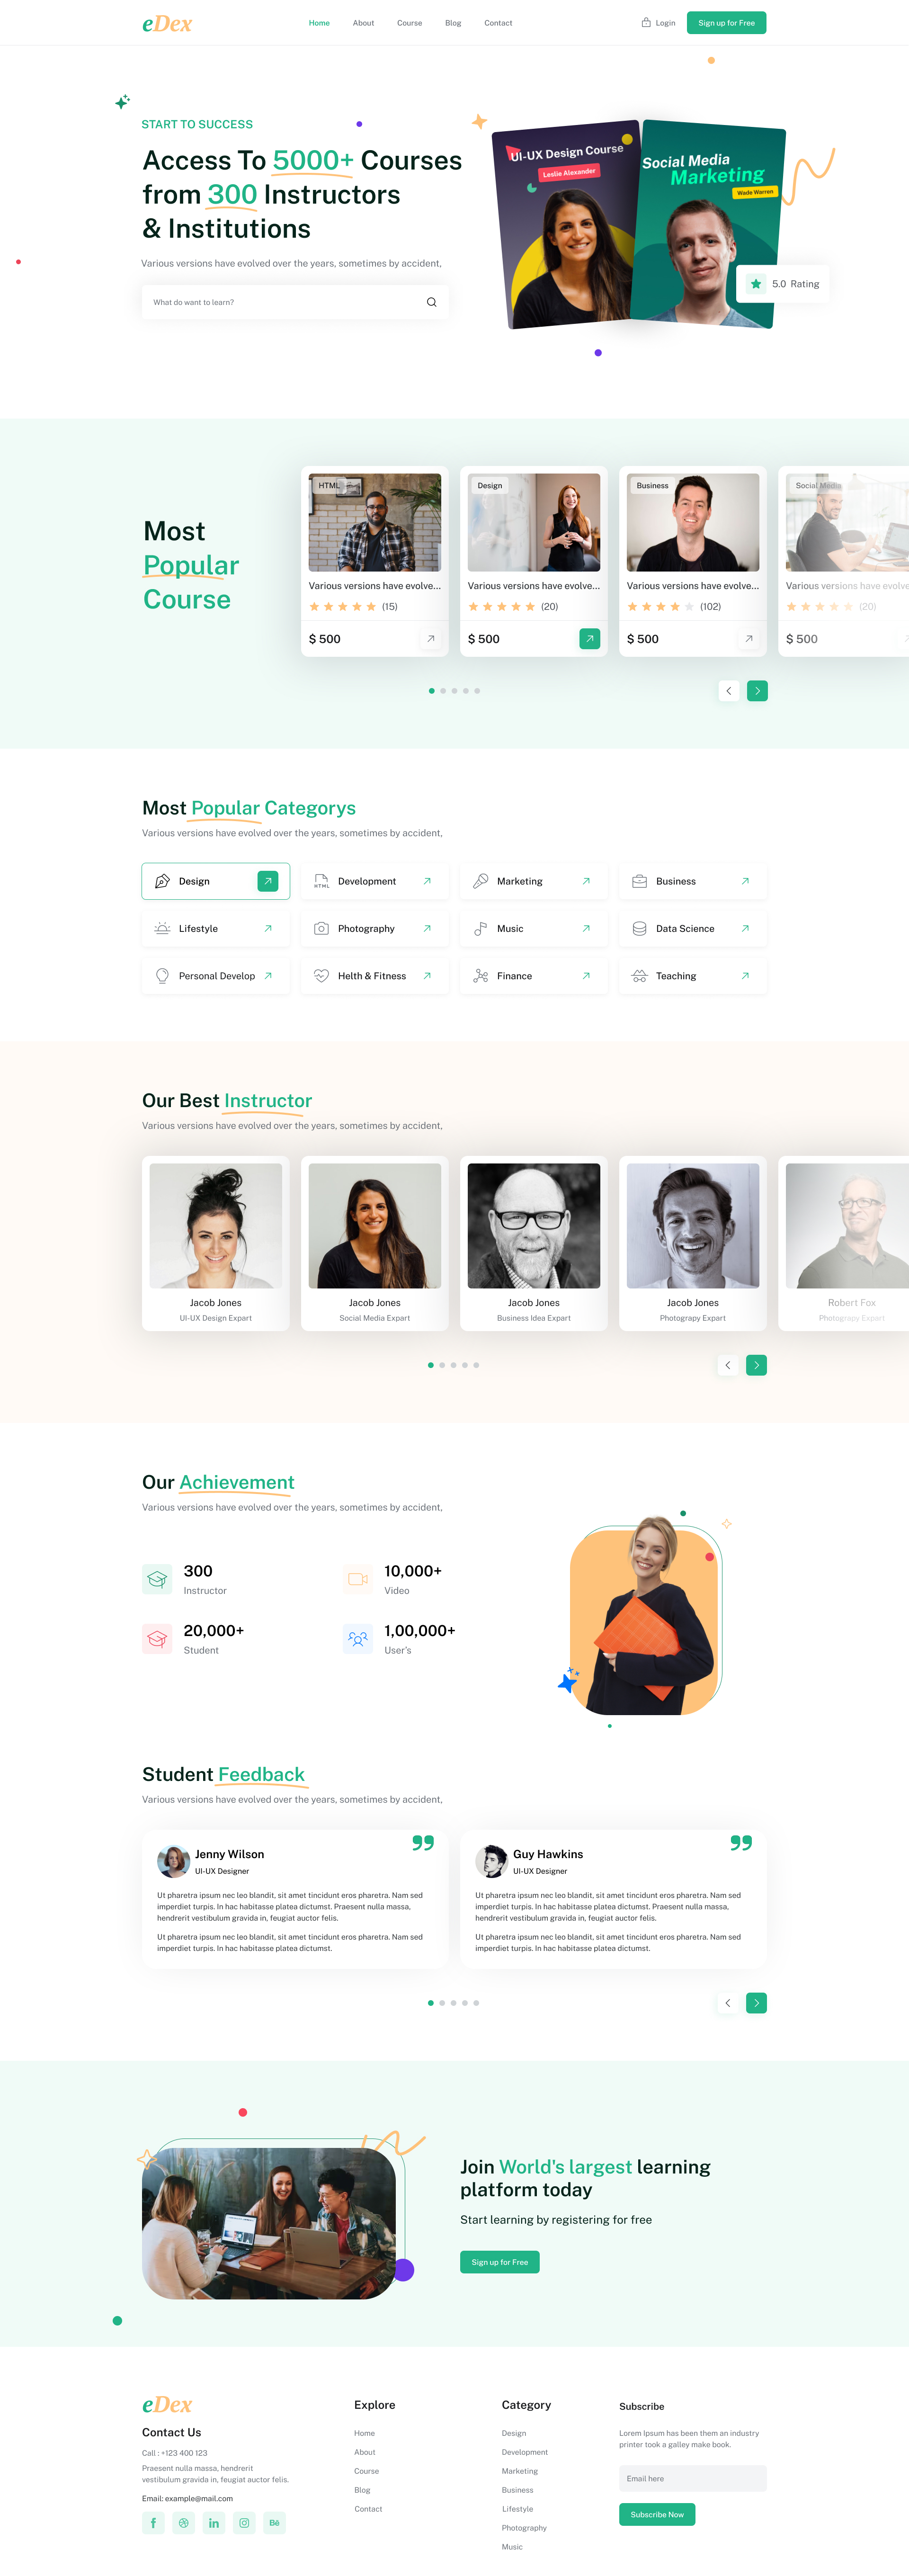 eDex
Home
About
Course
Blog
Contact
Login
Sign up for Free
START TO SUCCESS
Access To 5000+ Courses
from 300 Instructors
& Institutions
Various versions have evolved over the years, sometimes by accident,
What do want to learn?
UI-UX Design Course
Leslie Alexander
Social Media
Marketing
Wade Warren
5.0 Rating
Most
Popular
Course
HTML
Various versions have evolve...
(15)
$ 500
Design
Various versions have evolve...
(20)
$ 500
Business
Various versions have evolve...
(102)
$ 500
Social Media
Various versions have evolve
(20)
$ 500
Most Popular Categorys
Various versions have evolved over the years, sometimes by accident,
Design
HTML
Development
Marketing
Business
Lifestyle
Photography
Music
Data Science
Personal Develop
Helth & Fitness
Finance
Teaching
Our Best Instructor
Various versions have evolved over the years, sometimes by accident,
Jacob Jones
UI-UX Design Expart
Jacob Jones
Social Media Expart
Jacob Jones
Business Idea Expart
Jacob Jones
Photograpy Expart
Robert Fox
Photograpy Expart
Our Achievement
Various versions have evolved over the years, sometimes by accident,
300
Instructor
10,000+
Video
20,000+
Student
1,00,000+
User's
Student Feedback
Various versions have evolved over the years, sometimes by accident,
Jenny Wilson
UI-UX Designer
Ut pharetra ipsum nec leo blandit, sit amet tincidunt eros pharetra. Nam sed
imperdiet turpis. In hac habitasse platea dictumst. Praesent nulla massa,
hendrerit vestibulum gravida in, feugiat auctor felis.
Ut pharetra ipsum nec leo blandit, sit amet tincidunt eros pharetra. Nam sed
imperdiet turpis. In hac habitasse platea dictumst.
Guy Hawkins
UI-UX Designer
Ut pharetra ipsum nec leo blandit, sit amet tincidunt eros pharetra. Nam sed
imperdiet turpis. In hac habitasse platea dictumst. Praesent nulla massa,
hendrerit vestibulum gravida in, feugiat auctor felis.
Ut pharetra ipsum nec leo blandit, sit amet tincidunt eros pharetra. Nam sed
imperdiet turpis. In hac habitasse platea dictumst.
Join World's largest learning
platform today
Start learning by registering for free
Sign up for Free
eDex
Contact Us
Call : +123 400 123
Praesent nulla massa, hendrerit
vestibulum gravida in, feugiat auctor felis.
Email: example@mail.com
f
in
Bē
Explore
Home
About
Course
Blog
Contact
Category
Design
Development
Marketing
Business
Lifestyle
Photography
Music
Subscribe
Lorem Ipsum has been them an industry
printer took a galley make book.
Email here
Subscribe Now